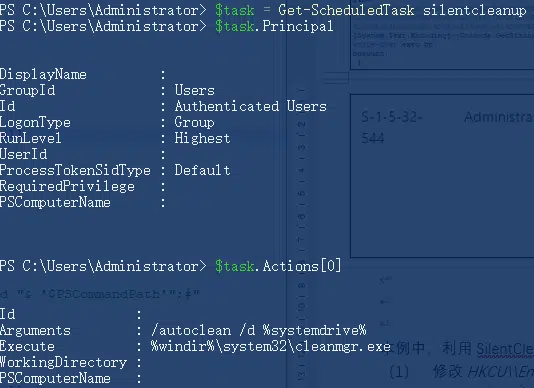 PS C:\Users\Administrator> $task = Get-ScheduledTask silentcleanup
PS C:\Users\Administrator> $task.Principal
DisplayName :
GroupId : Users
Id : Authenticated Users
LogonType : Group
RunLevel : Highest
UserId :
ProcessTokenSidType : Default
RequiredPrivilege :
PSComputerName :
S-1-5-32-
544
Administra
PS C:\Users\Administrator> $task.Actions[0]
Id :
Arguments : /autoclean /d %systemdrive%
Execute : %windir%\system32\cleanmgr.exe
WorkingDirectory :
PSComputerName :
本例中，利用 SilentCle
(1) 修改 HKCU\\En